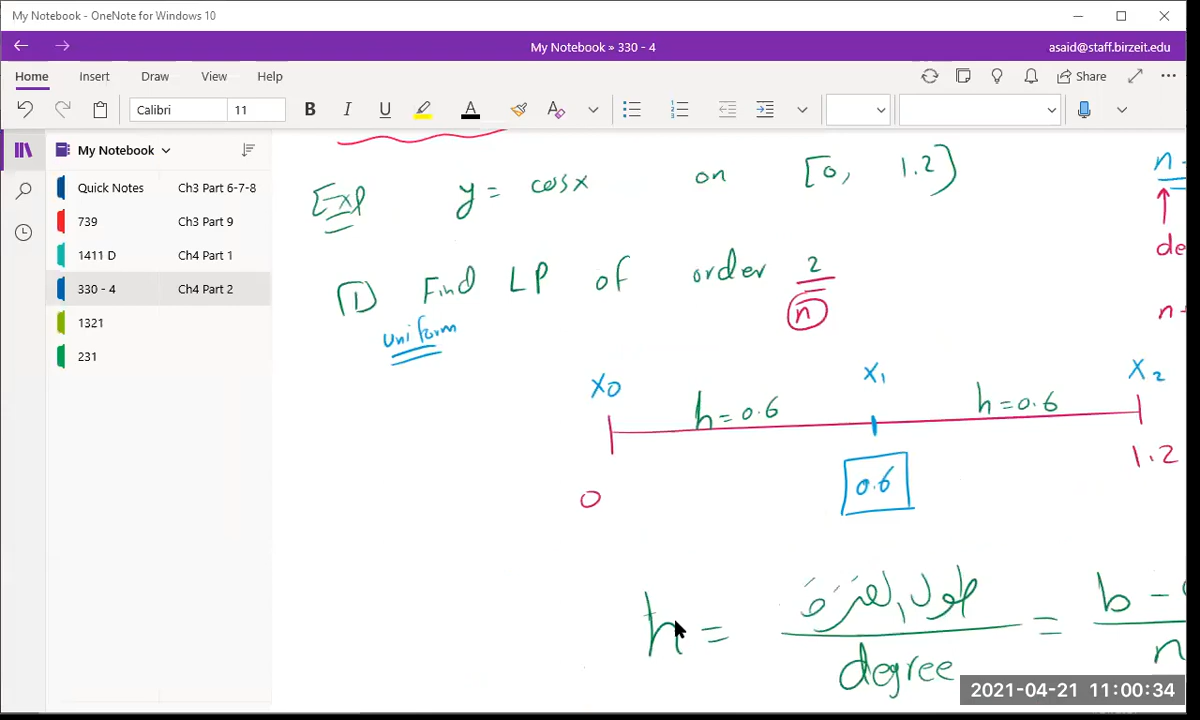 My Notebook - OneNote for Windows 10
My Notebook » 330 - 4
asaid@staff.birzeit.edu
Home Insert Draw View Help
Share
Calibri 11 B I U A
My Notebook
Quick Notes Ch3 Part 6-7-8
739 Ch3 Part 9
1411 D Ch4 Part 1
330 - 4 Ch4 Part 2
1321
231
Exp y = cosx on [0, 1.2]
n-
de
1 Find LP of order 2
n
n-
uniform
x0 x1 x2
h = 0.6 h = 0.6
0 0.6 1.2
h = طول الفترة / degree = b - / n
2021-04-21 11:00:34